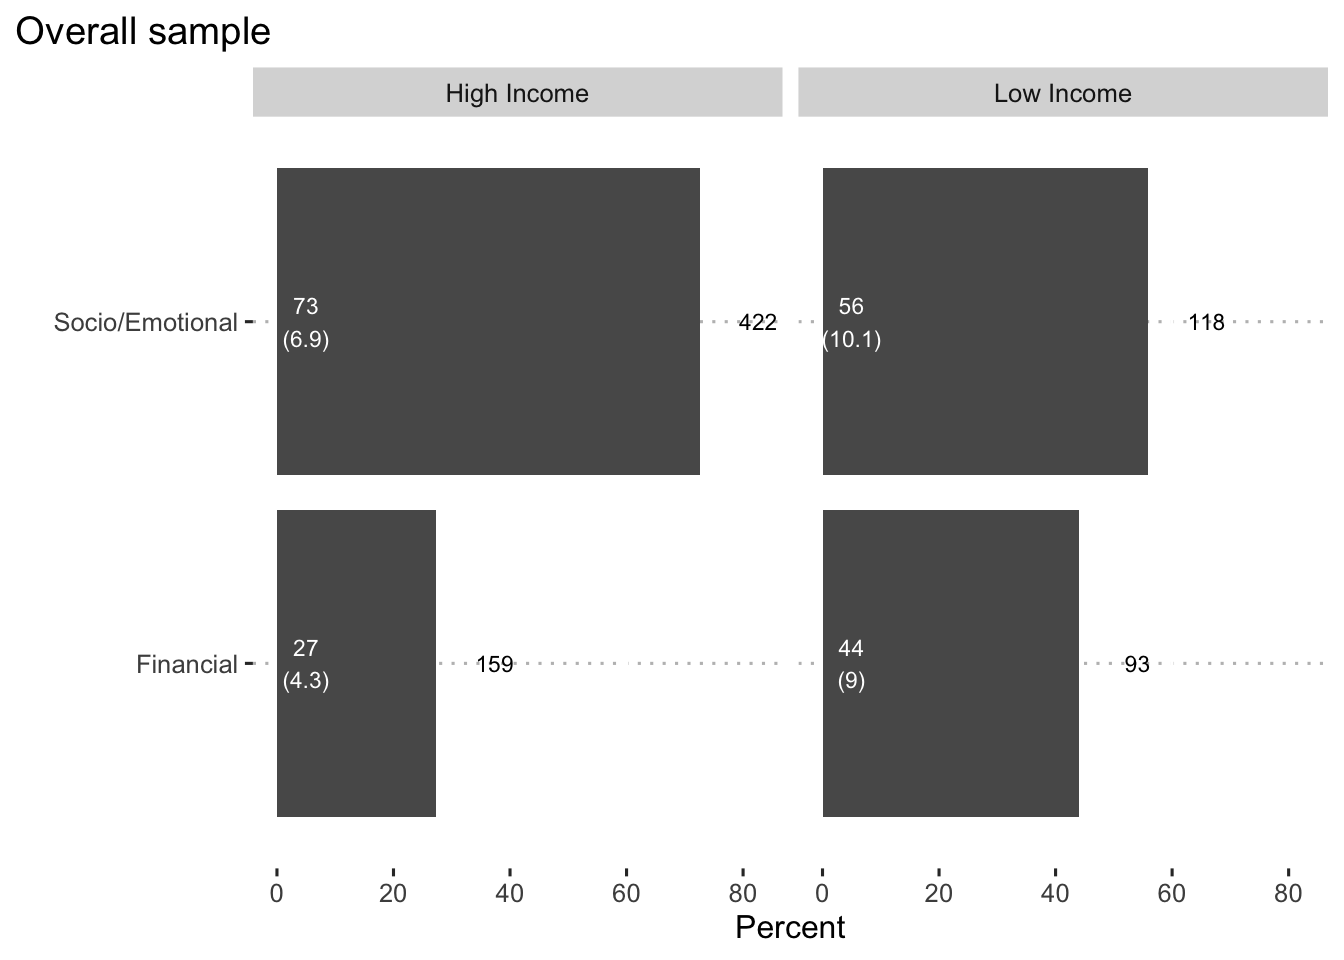 Overall sample
High Income
Low Income
Socio/Emotional
73
(6.9)
422
56
(10.1)
118
Financial
27
(4.3)
159
44
(9)
93
0 20 40 60 80
0 20 40 60 80
Percent